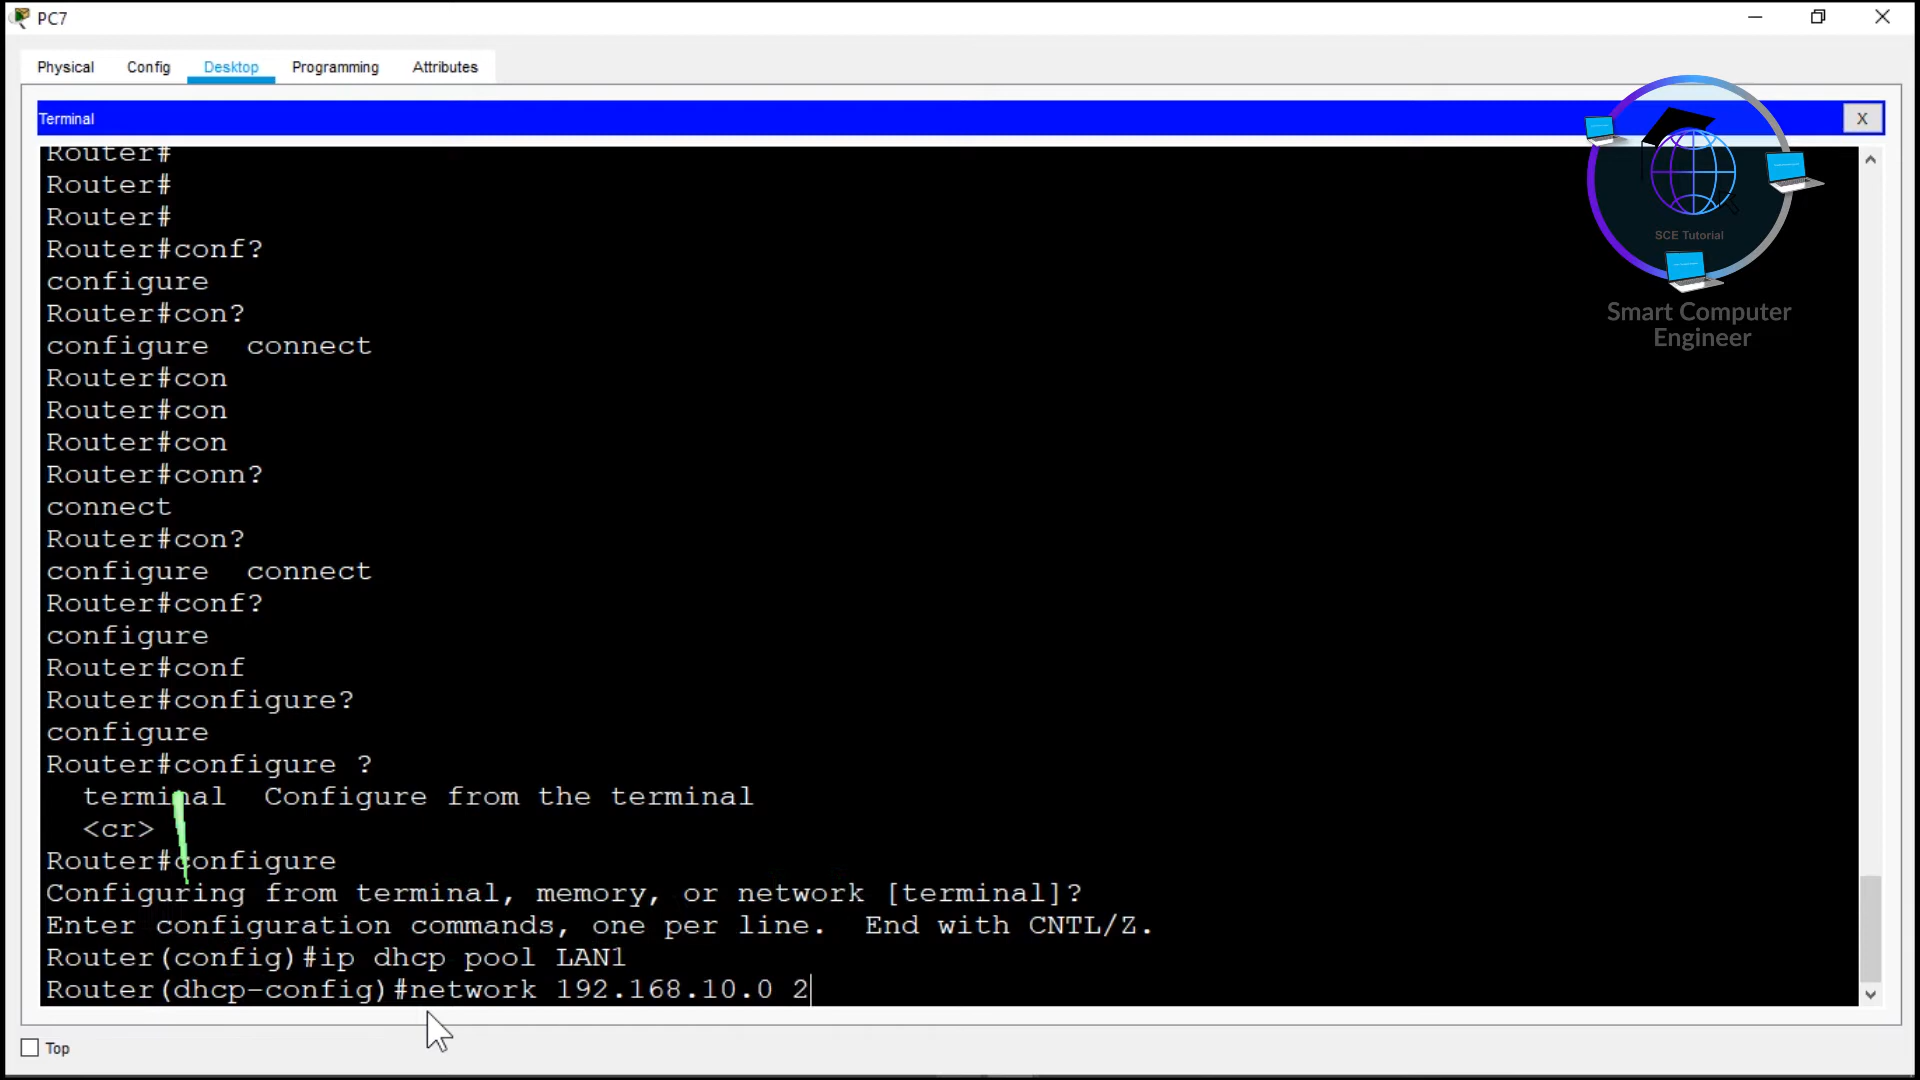 PC7
Physical Config Desktop Programming Attributes
Terminal
X
Router#
Router#
Router#
Router#conf?
configure
Router#con?
configure connect
Router#con
Router#con
Router#con
Router#conn?
connect
Router#con?
configure connect
Router#conf?
configure
Router#conf
Router#configure?
configure
Router#configure ?
terminal Configure from the terminal
<cr>
Router#configure
Configuring from terminal, memory, or network [terminal]?
Enter configuration commands, one per line. End with CNTL/Z.
Router(config)#ip dhcp pool LAN1
Router(dhcp-config)#network 192.168.10.0 2
SCE Tutorial
Smart Computer
Engineer
Top